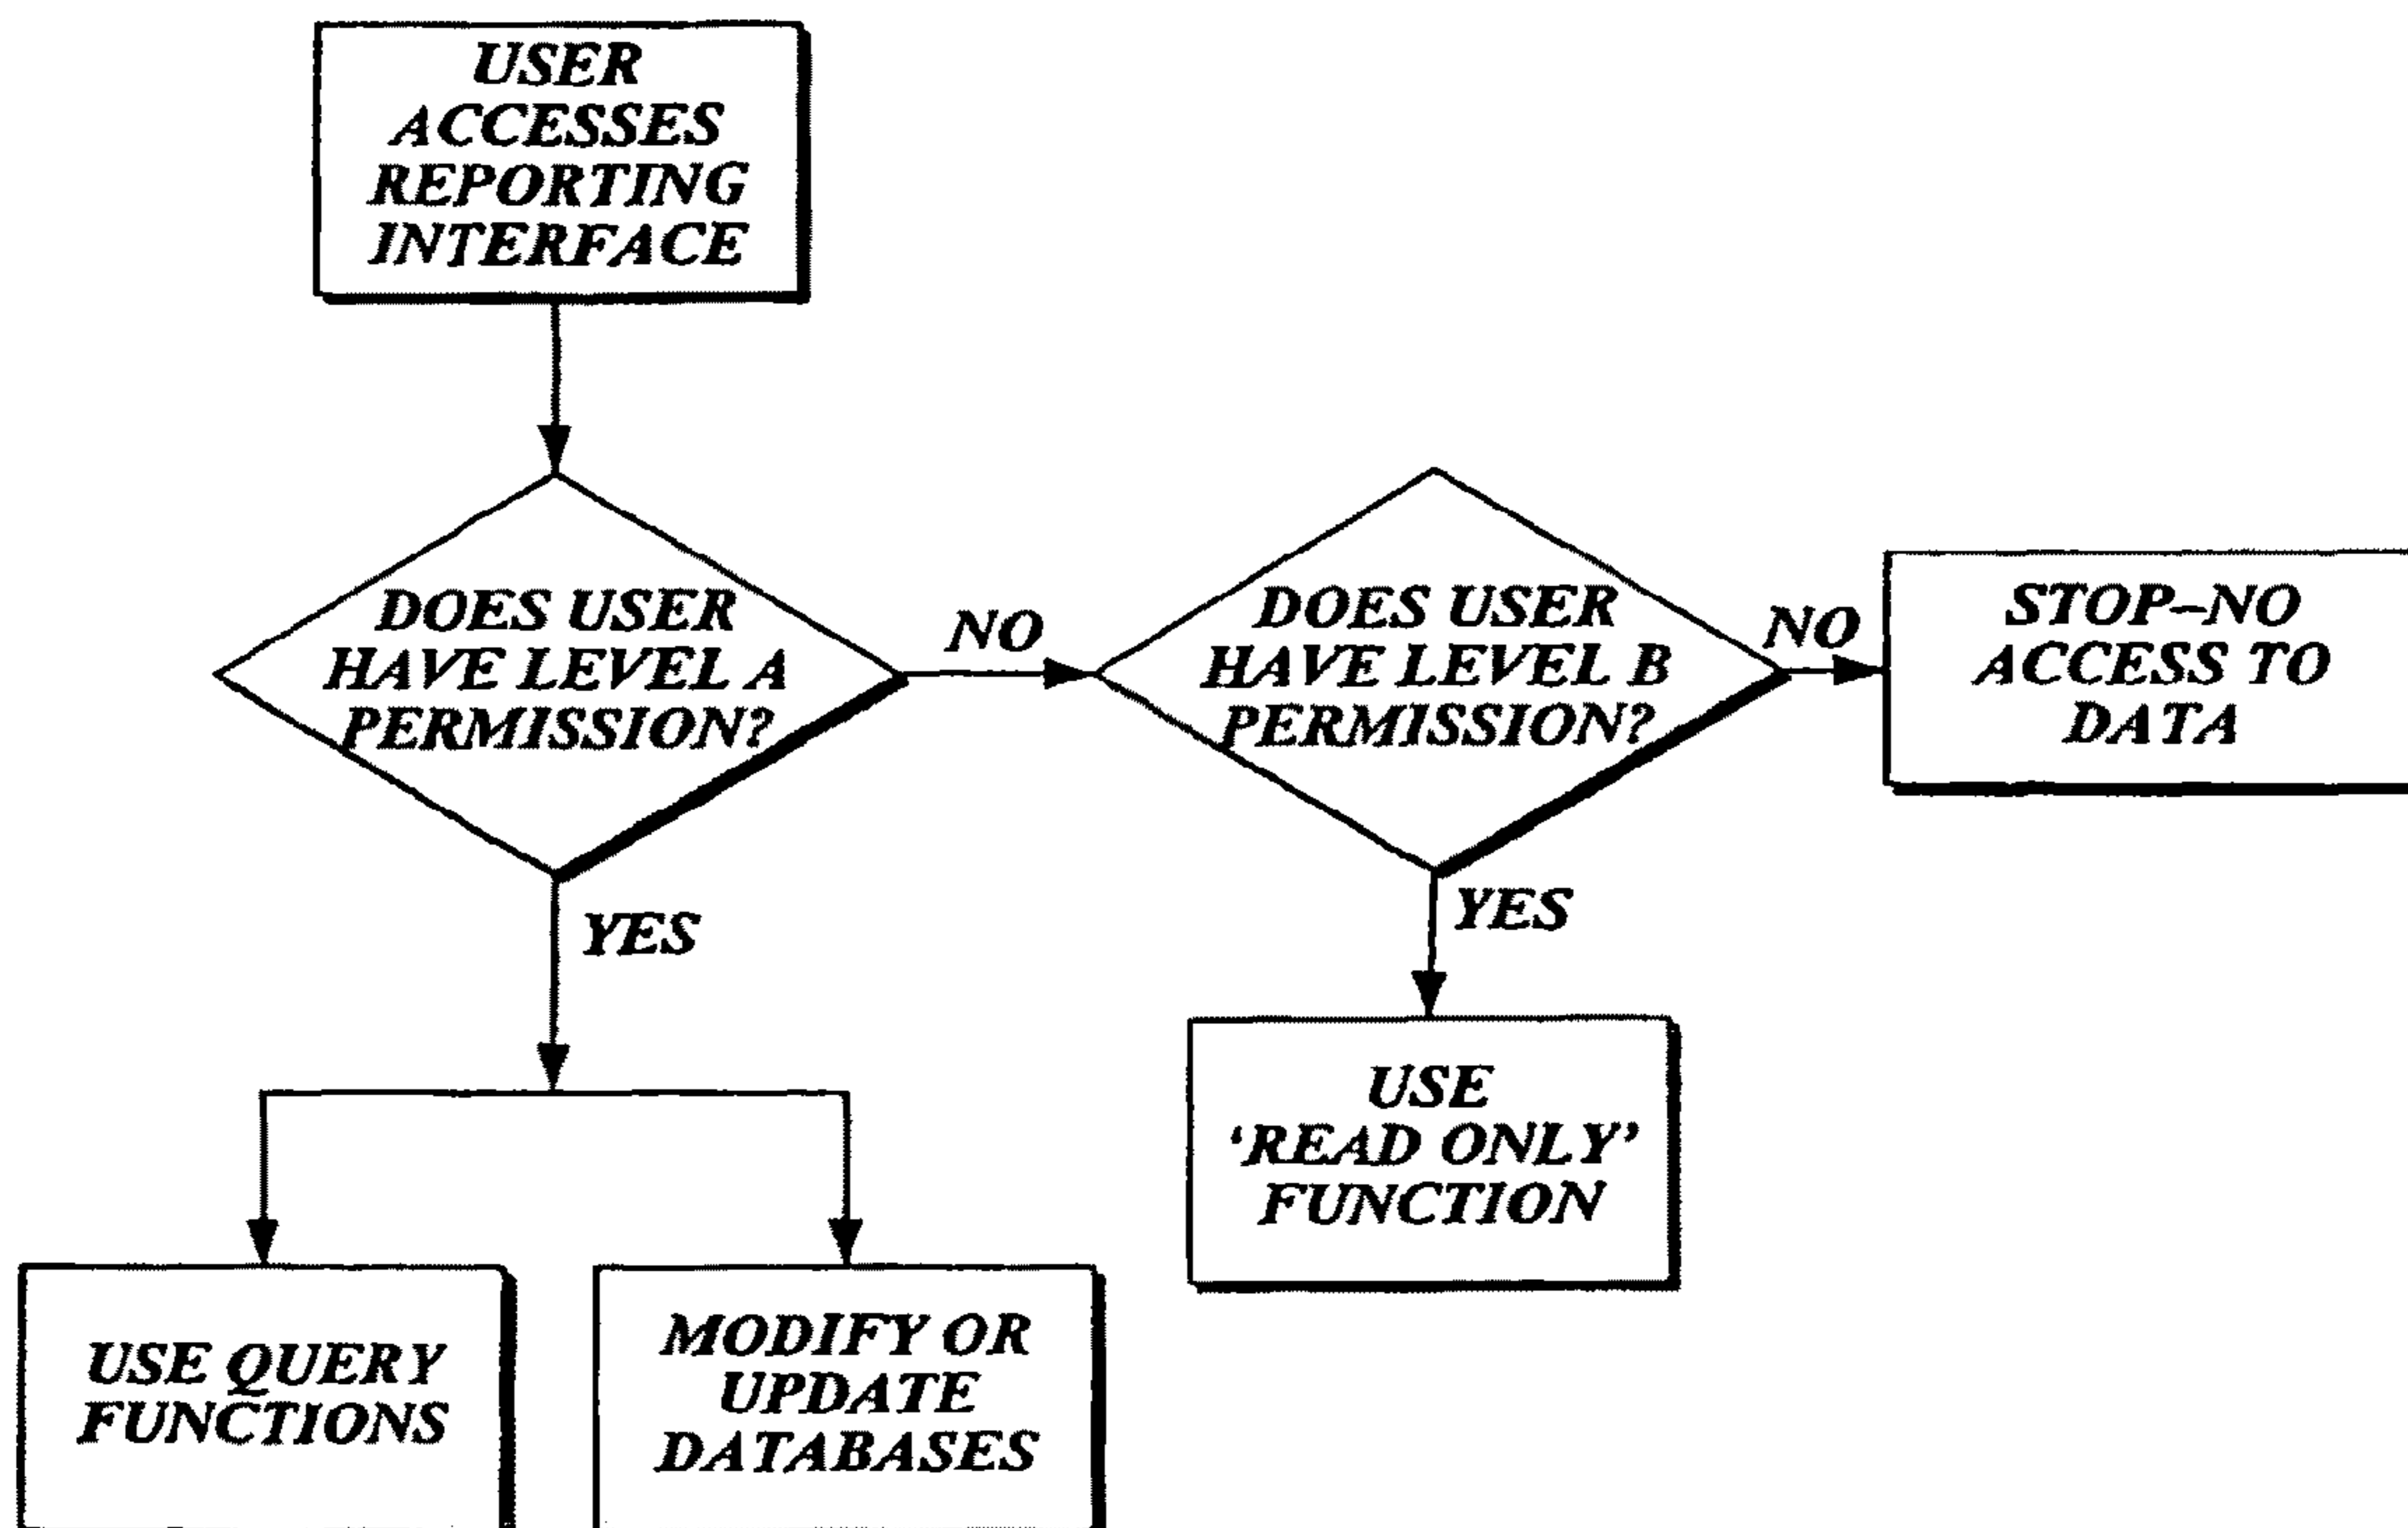 USER
ACCESSES
REPORTING
INTERFACE
DOES USER
HAVE LEVEL A
PERMISSION?
NO
DOES USER
HAVE LEVEL B
PERMISSION?
NO
STOP–NO
ACCESS TO
DATA
YES
YES
USE
‘READ ONLY’
FUNCTION
USE QUERY
FUNCTIONS
MODIFY OR
UPDATE
DATABASES